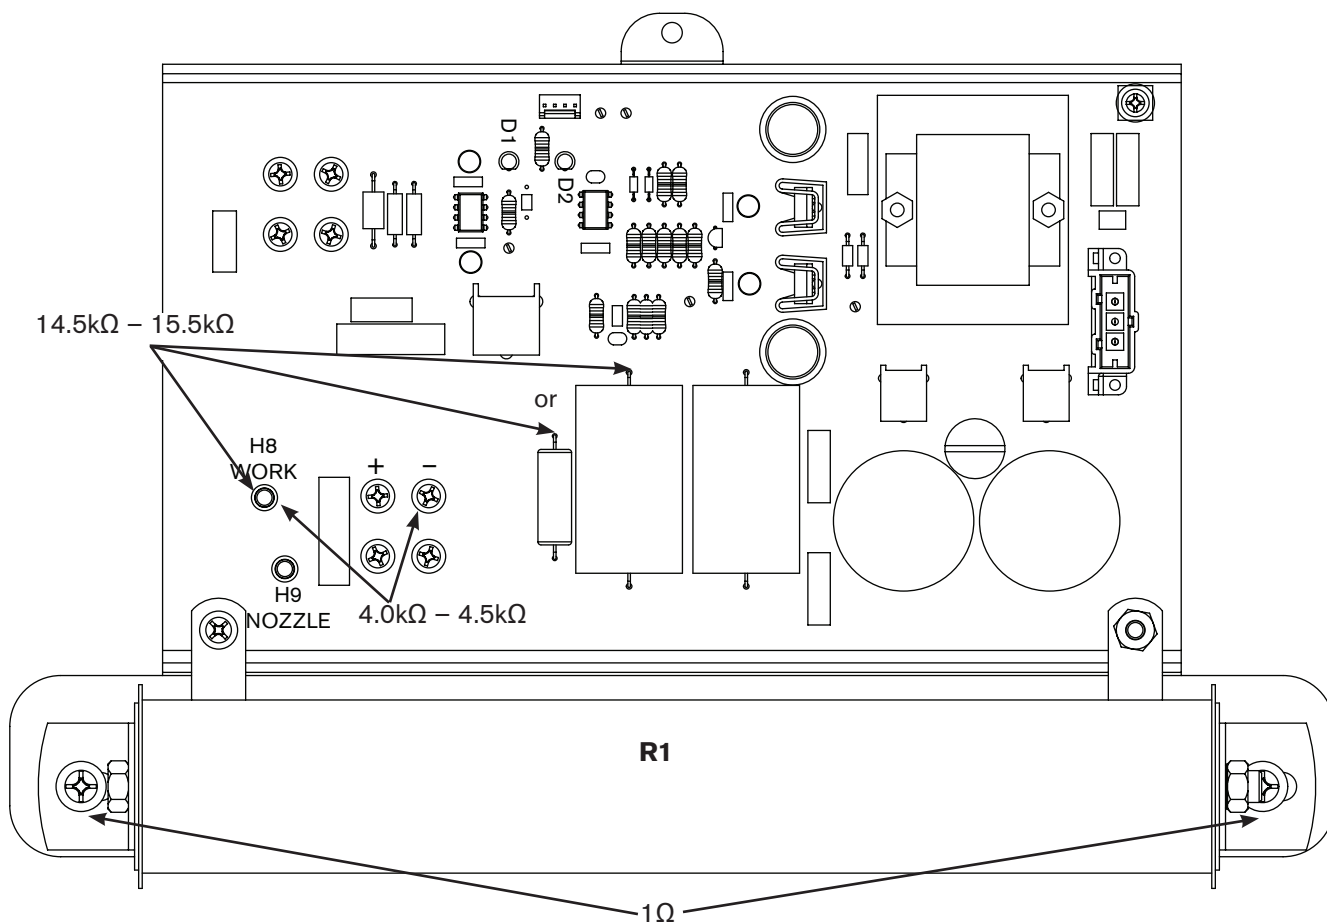 D1
D2
14.5kΩ – 15.5kΩ
or
H8
WORK
+ −
H9
NOZZLE
4.0kΩ – 4.5kΩ
R1
1Ω